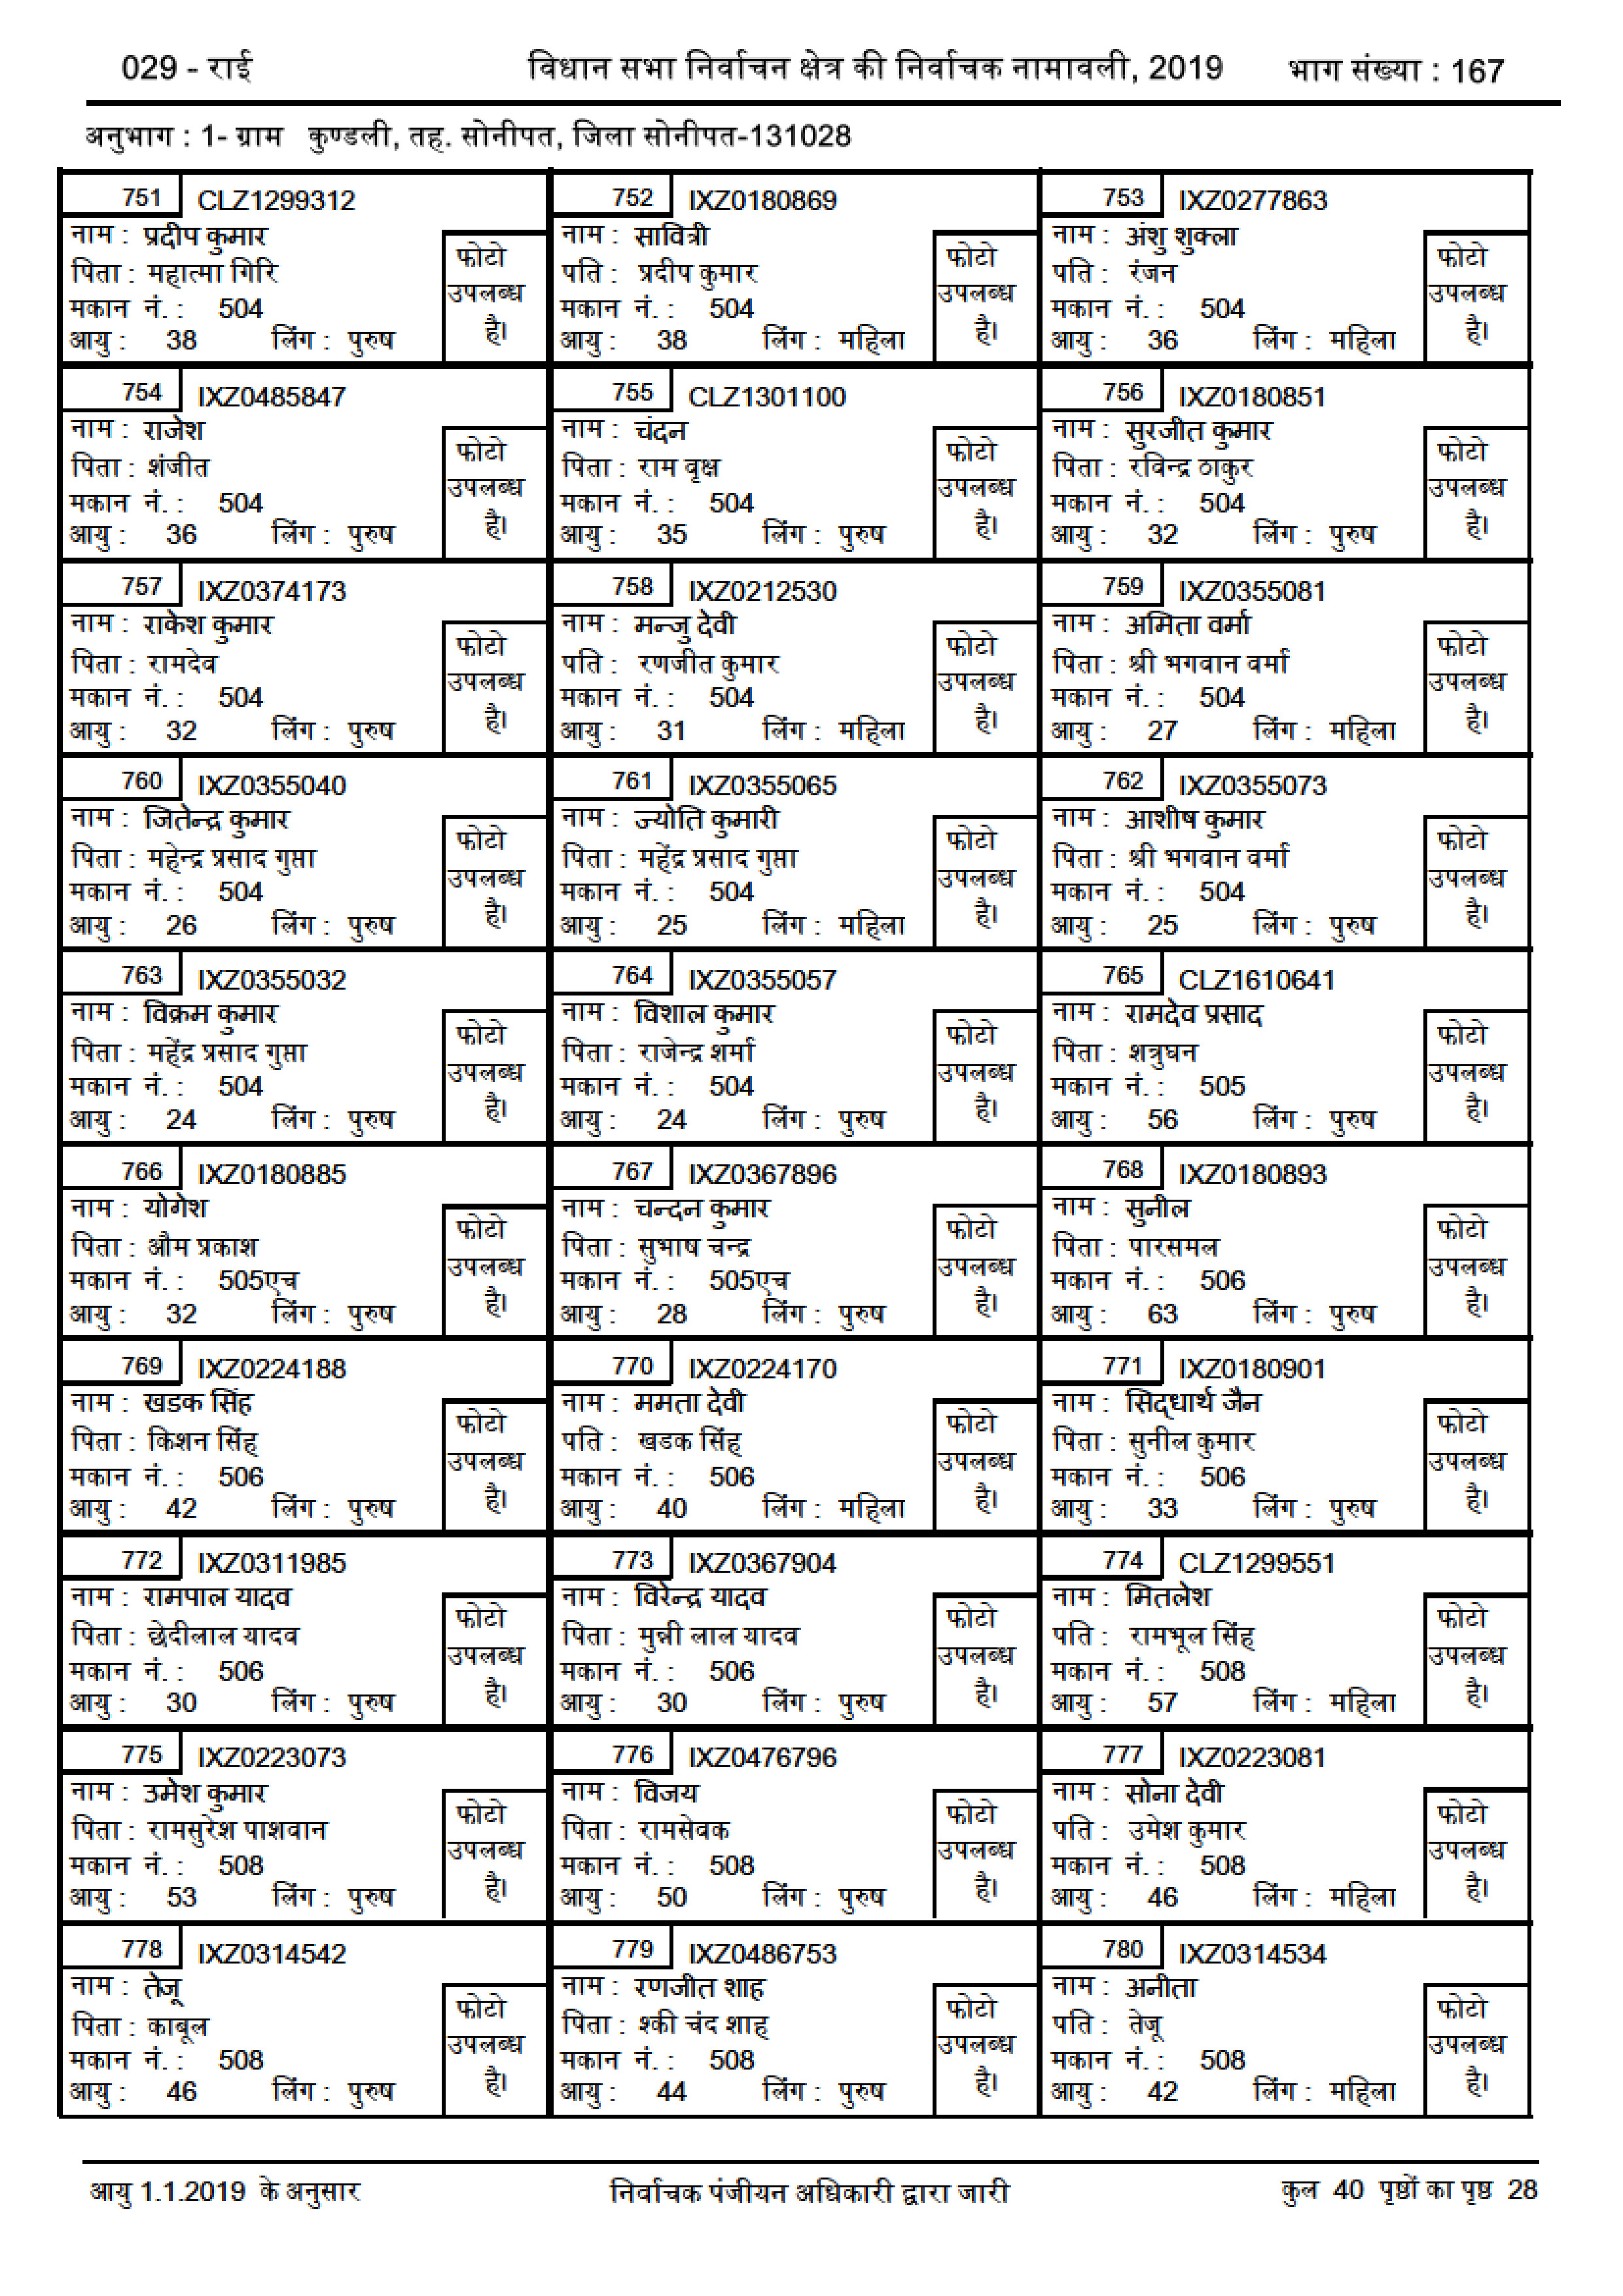 029 - राई विधान सभा निर्वाचन क्षेत्र की निर्वाचक नामावली, 2019 भाग संख्या : 167
अनुभाग : 1- ग्राम कुण्डली, तह. सोनीपत, जिला सोनीपत-131028
751 CLZ1299312
नाम : प्रदीप कुमार
पिता : महात्मा गिरि
मकान नं. : 504
आयु : 38 लिंग : पुरुष
फोटो
उपलब्ध
है।
752 IXZ0180869
नाम : सावित्री
पति : प्रदीप कुमार
मकान नं. : 504
आयु : 38 लिंग : महिला
फोटो
उपलब्ध
है।
753 IXZ0277863
नाम : अंशु शुक्ला
पति : रंजन
मकान नं. : 504
आयु : 36 लिंग : महिला
फोटो
उपलब्ध
है।
754 IXZ0485847
नाम : राजेश
पिता : शंजीत
मकान नं. : 504
आयु : 36 लिंग : पुरुष
फोटो
उपलब्ध
है।
755 CLZ1301100
नाम : चंदन
पिता : राम वृक्ष
मकान नं. : 504
आयु : 35 लिंग : पुरुष
फोटो
उपलब्ध
है।
756 IXZ0180851
नाम : सुरजीत कुमार
पिता : रविन्द्र ठाकुर
मकान नं. : 504
आयु : 32 लिंग : पुरुष
फोटो
उपलब्ध
है।
757 IXZ0374173
नाम : राकेश कुमार
पिता : रामदेव
मकान नं. : 504
आयु : 32 लिंग : पुरुष
फोटो
उपलब्ध
है।
758 IXZ0212530
नाम : मन्जु देवी
पति : रणजीत कुमार
मकान नं. : 504
आयु : 31 लिंग : महिला
फोटो
उपलब्ध
है।
759 IXZ0355081
नाम : अमिता वर्मा
पिता : श्री भगवान वर्मा
मकान नं. : 504
आयु : 27 लिंग : महिला
फोटो
उपलब्ध
है।
760 IXZ0355040
नाम : जितेन्द्र कुमार
पिता : महेन्द्र प्रसाद गुप्ता
मकान नं. : 504
आयु : 26 लिंग : पुरुष
फोटो
उपलब्ध
है।
761 IXZ0355065
नाम : ज्योति कुमारी
पिता : महेंद्र प्रसाद गुप्ता
मकान नं. : 504
आयु : 25 लिंग : महिला
फोटो
उपलब्ध
है।
762 IXZ0355073
नाम : आशीष कुमार
पिता : श्री भगवान वर्मा
मकान नं. : 504
आयु : 25 लिंग : पुरुष
फोटो
उपलब्ध
है।
763 IXZ0355032
नाम : विक्रम कुमार
पिता : महेंद्र प्रसाद गुप्ता
मकान नं. : 504
आयु : 24 लिंग : पुरुष
फोटो
उपलब्ध
है।
764 IXZ0355057
नाम : विशाल कुमार
पिता : राजेन्द्र शर्मा
मकान नं. : 504
आयु : 24 लिंग : पुरुष
फोटो
उपलब्ध
है।
765 CLZ1610641
नाम : रामदेव प्रसाद
पिता : शत्रुघन
मकान नं. : 505
आयु : 56 लिंग : पुरुष
फोटो
उपलब्ध
है।
766 IXZ0180885
नाम : योगेश
पिता : औम प्रकाश
मकान नं. : 505एच
आयु : 32 लिंग : पुरुष
फोटो
उपलब्ध
है।
767 IXZ0367896
नाम : चन्दन कुमार
पिता : सुभाष चन्द्र
मकान नं. : 505एच
आयु : 28 लिंग : पुरुष
फोटो
उपलब्ध
है।
768 IXZ0180893
नाम : सुनील
पिता : पारसमल
मकान नं. : 506
आयु : 63 लिंग : पुरुष
फोटो
उपलब्ध
है।
769 IXZ0224188
नाम : खडक सिंह
पिता : किशन सिंह
मकान नं. : 506
आयु : 42 लिंग : पुरुष
फोटो
उपलब्ध
है।
770 IXZ0224170
नाम : ममता देवी
पति : खडक सिंह
मकान नं. : 506
आयु : 40 लिंग : महिला
फोटो
उपलब्ध
है।
771 IXZ0180901
नाम : सिद्धार्थ जैन
पिता : सुनील कुमार
मकान नं. : 506
आयु : 33 लिंग : पुरुष
फोटो
उपलब्ध
है।
772 IXZ0311985
नाम : रामपाल यादव
पिता : छेदीलाल यादव
मकान नं. : 506
आयु : 30 लिंग : पुरुष
फोटो
उपलब्ध
है।
773 IXZ0367904
नाम : विरेन्द्र यादव
पिता : मुन्नी लाल यादव
मकान नं. : 506
आयु : 30 लिंग : पुरुष
फोटो
उपलब्ध
है।
774 CLZ1299551
नाम : मितलेश
पति : रामभूल सिंह
मकान नं. : 508
आयु : 57 लिंग : महिला
फोटो
उपलब्ध
है।
775 IXZ0223073
नाम : उमेश कुमार
पिता : रामसुरेश पाशवान
मकान नं. : 508
आयु : 53 लिंग : पुरुष
फोटो
उपलब्ध
है।
776 IXZ0476796
नाम : विजय
पिता : रामसेवक
मकान नं. : 508
आयु : 50 लिंग : पुरुष
फोटो
उपलब्ध
है।
777 IXZ0223081
नाम : सोना देवी
पति : उमेश कुमार
मकान नं. : 508
आयु : 46 लिंग : महिला
फोटो
उपलब्ध
है।
778 IXZ0314542
नाम : तेजू
पिता : काबूल
मकान नं. : 508
आयु : 46 लिंग : पुरुष
फोटो
उपलब्ध
है।
779 IXZ0486753
नाम : रणजीत शाह
पिता : श्की चंद शाह
मकान नं. : 508
आयु : 44 लिंग : पुरुष
फोटो
उपलब्ध
है।
780 IXZ0314534
नाम : अनीता
पति : तेजू
मकान नं. : 508
आयु : 42 लिंग : महिला
फोटो
उपलब्ध
है।
आयु 1.1.2019 के अनुसार निर्वाचक पंजीयन अधिकारी द्वारा जारी कुल 40 पृष्ठों का पृष्ठ 28